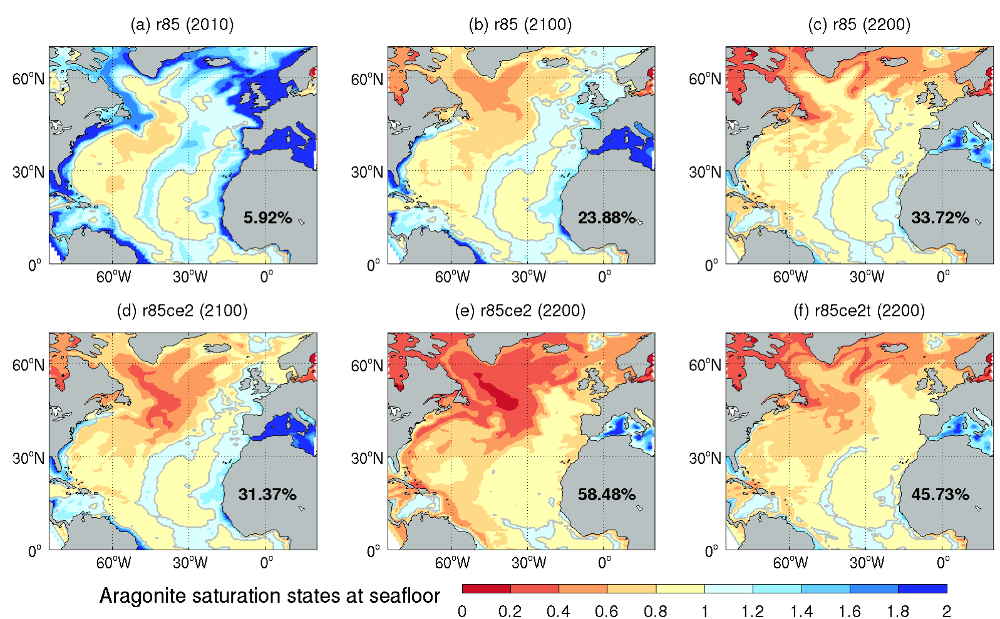 (a) r85 (2010) (b) r85 (2100) (c) r85 (2200)
60°N 60°N 60°N
30°N 30°N 30°N
5.92% 23.88% 33.72%
0° 0° 0°
60°W 30°W 0° 60°W 30°W 0° 60°W 30°W 0°
(d) r85ce2 (2100) (e) r85ce2 (2200) (f) r85ce2t (2200)
60°N 60°N 60°N
30°N 30°N 30°N
31.37% 58.48% 45.73%
0° 0° 0°
60°W 30°W 0° 60°W 30°W 0° 60°W 30°W 0°
Aragonite saturation states at seafloor
0 0.2 0.4 0.6 0.8 1 1.2 1.4 1.6 1.8 2